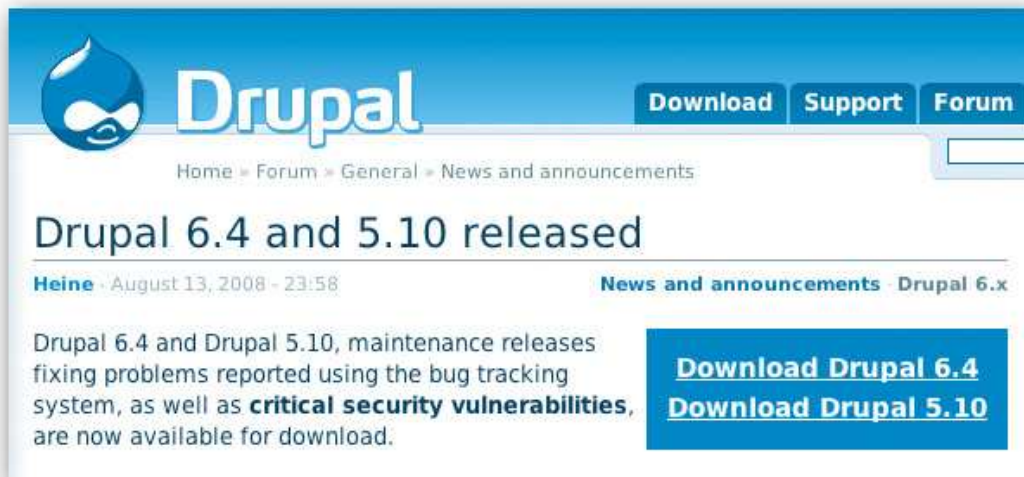 Drupal
Download Support Forum
Home » Forum » General » News and announcements
Drupal 6.4 and 5.10 released
Heine · August 13, 2008 - 23:58
News and announcements · Drupal 6.x
Drupal 6.4 and Drupal 5.10, maintenance releases
fixing problems reported using the bug tracking
system, as well as critical security vulnerabilities,
are now available for download.
Download Drupal 6.4
Download Drupal 5.10